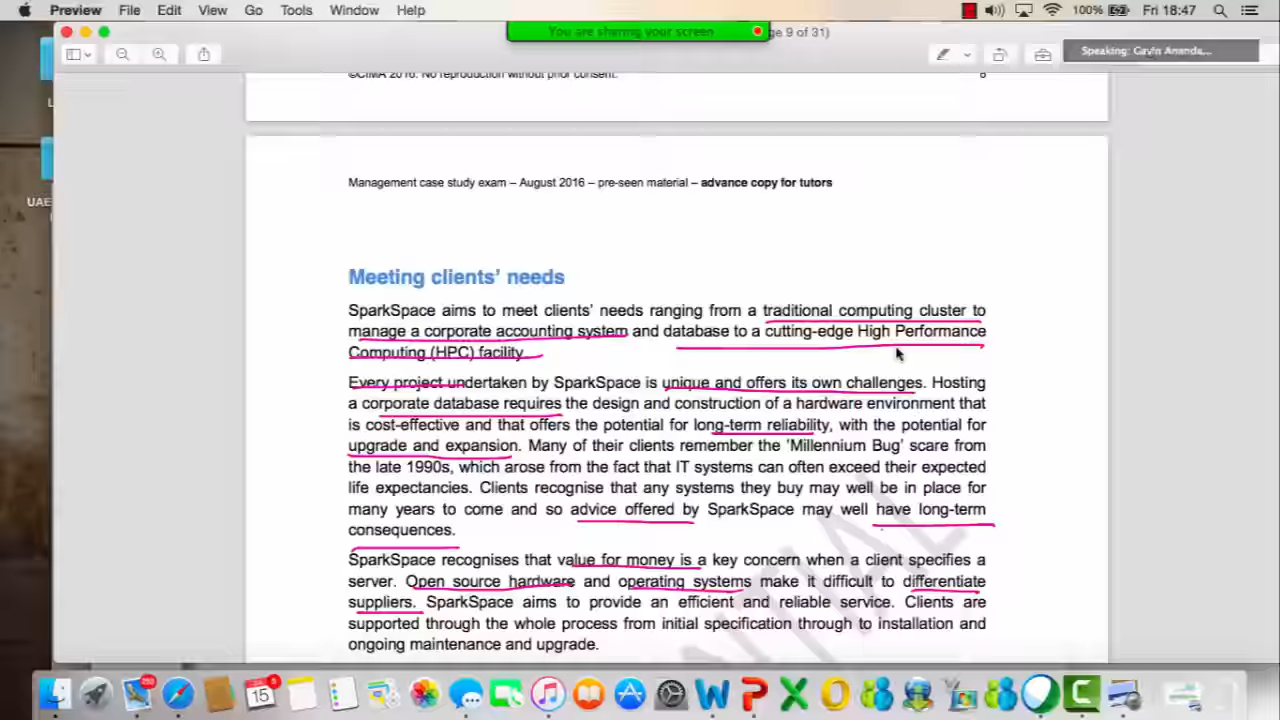 Preview File Edit View Go Tools Window Help 100% Fri 18:47
You are sharing your screen
ge 9 of 31)
Speaking: Gavin Ananda...
©CIMA 2016. No reproduction without prior consent.
Management case study exam – August 2016 – pre-seen material – advance copy for tutors
Meeting clients' needs
SparkSpace aims to meet clients' needs ranging from a traditional computing cluster to
manage a corporate accounting system and database to a cutting-edge High Performance
Computing (HPC) facility.
Every project undertaken by SparkSpace is unique and offers its own challenges. Hosting
a corporate database requires the design and construction of a hardware environment that
is cost-effective and that offers the potential for long-term reliability, with the potential for
upgrade and expansion. Many of their clients remember the 'Millennium Bug' scare from
the late 1990s, which arose from the fact that IT systems can often exceed their expected
life expectancies. Clients recognise that any systems they buy may well be in place for
many years to come and so advice offered by SparkSpace may well have long-term
consequences.
SparkSpace recognises that value for money is a key concern when a client specifies a
server. Open source hardware and operating systems make it difficult to differentiate
suppliers. SparkSpace aims to provide an efficient and reliable service. Clients are
supported through the whole process from initial specification through to installation and
ongoing maintenance and upgrade.
NTIAL
UAE
15